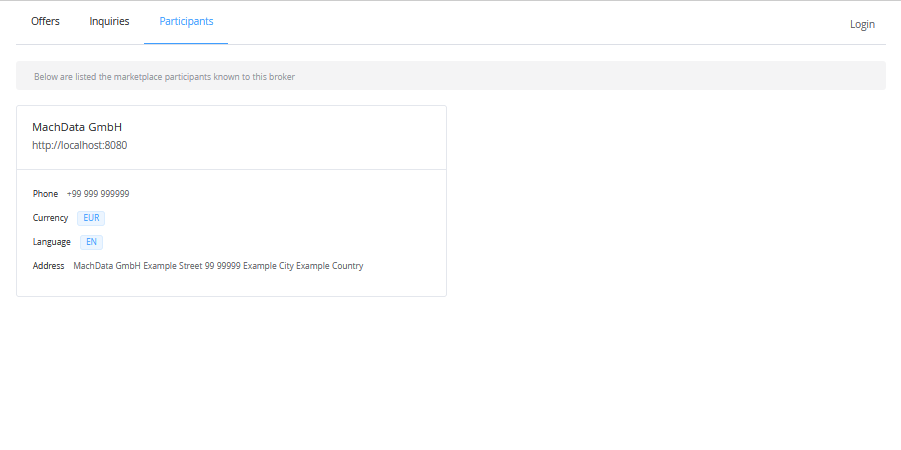 Offers Inquiries Participants Login
Below are listed the marketplace participants known to this broker
MachData GmbH
http://localhost:8080
Phone +99 999 999999
Currency EUR
Language EN
Address MachData GmbH Example Street 99 99999 Example City Example Country